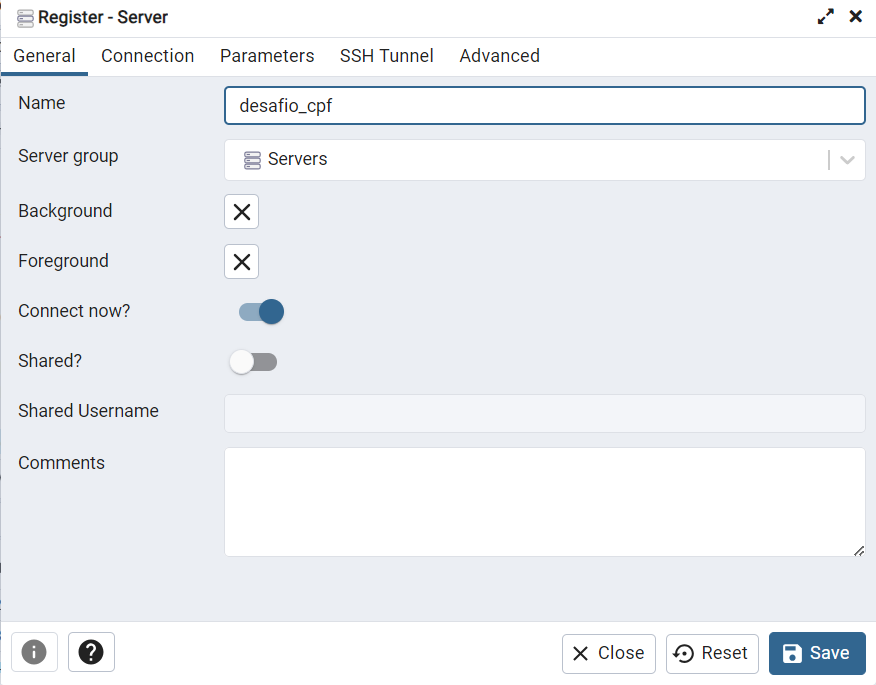 Register - Server
General Connection Parameters SSH Tunnel Advanced
Name desafio_cpf
Server group Servers
Background
Foreground
Connect now?
Shared?
Shared Username
Comments
Close Reset Save